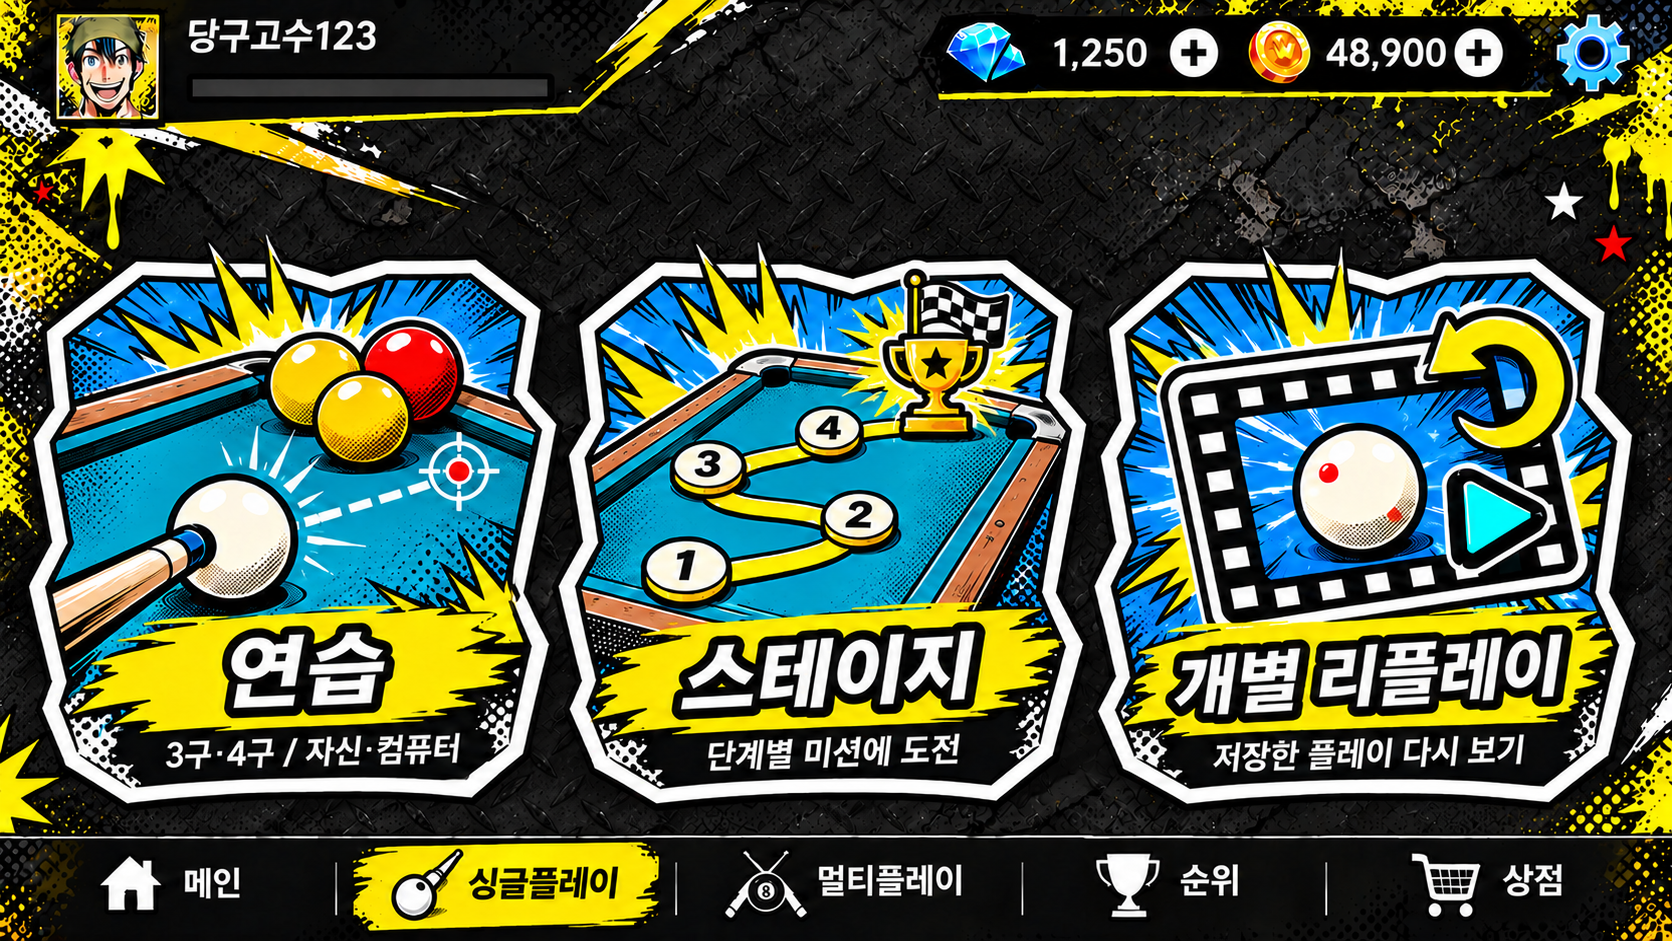 당구고수123
1,250
48,900
4
3
2
1
연습
3구·4구 / 자신·컴퓨터
스테이지
단계별 미션에 도전
개별 리플레이
저장한 플레이 다시 보기
메인
싱글플레이
8
멀티플레이
순위
상점